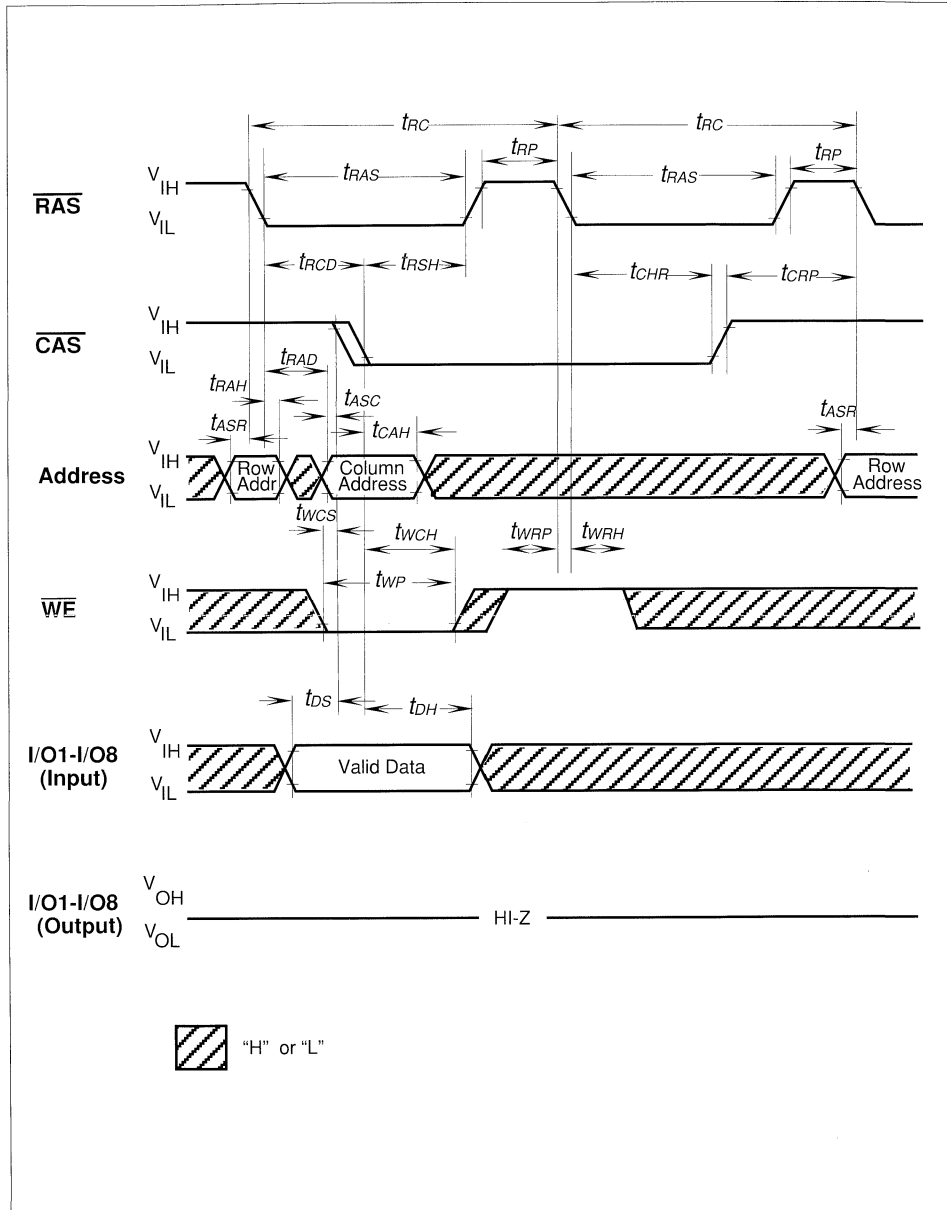 tRC tRC
tRP tRP
tRAS tRAS
RAS VIH
VIL
tRCD tRSH tCHR tCRP
CAS VIH
VIL
tRAD
tRAH tASC
tASR tCAH tASR
Address VIH
VIL
Row Addr
Column Address
Row Address
tWCS tWCH tWRP tWRH
tWP
WE VIH
VIL
tDS tDH
I/O1-I/O8 (Input) VIH
VIL
Valid Data
I/O1-I/O8 (Output) VOH
VOL
HI-Z
"H" or "L"